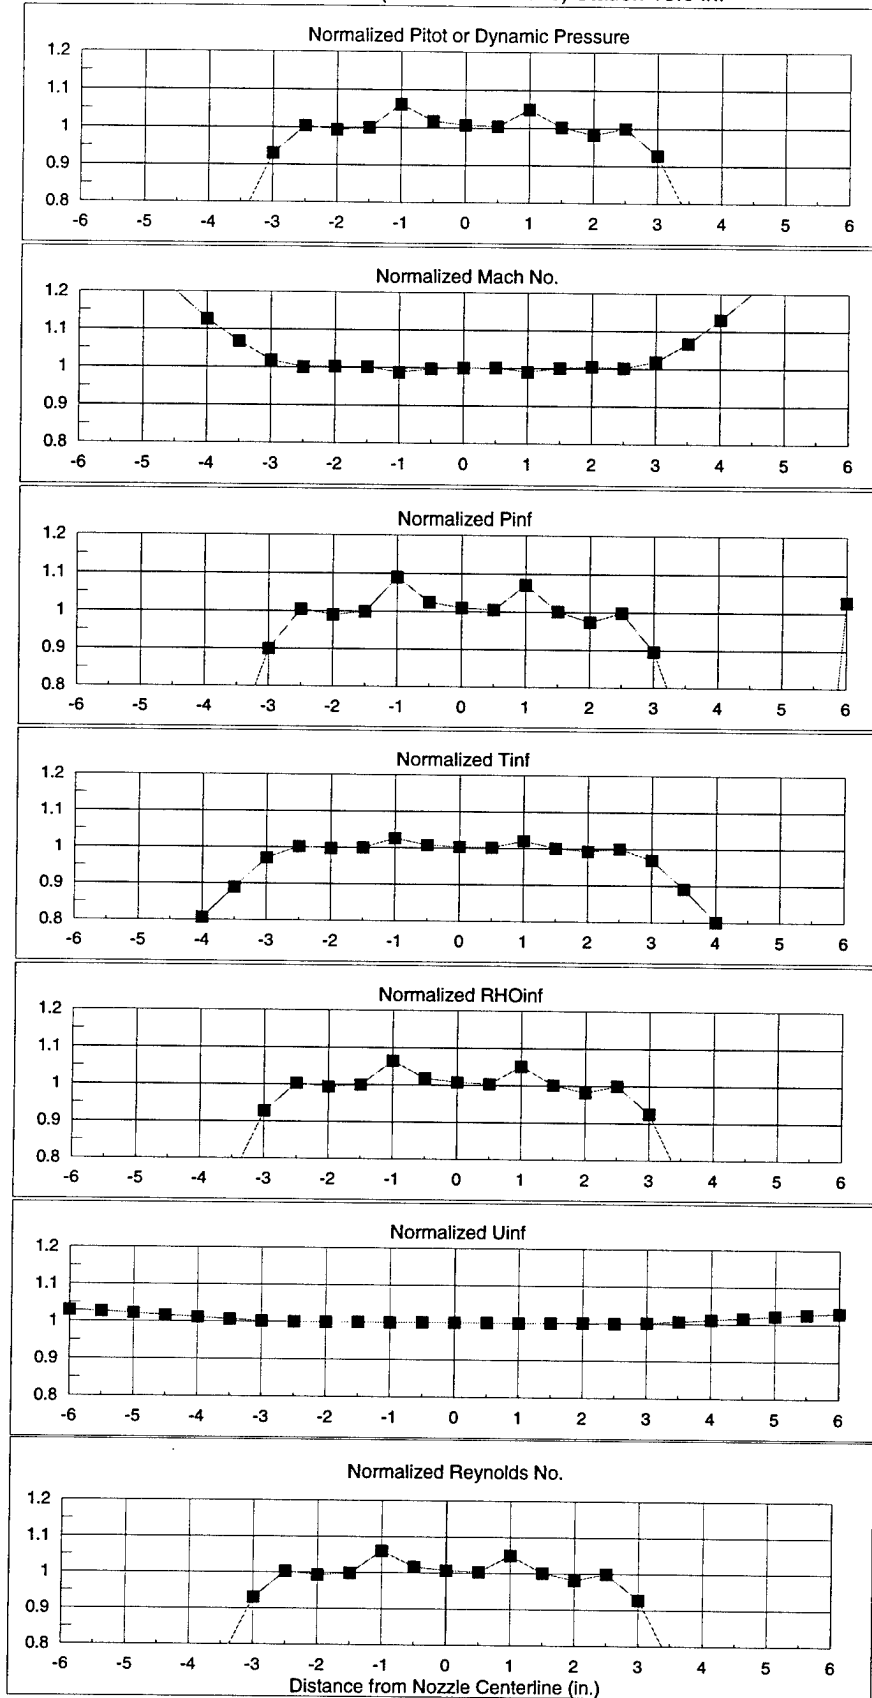 Normalized Pitot or Dynamic Pressure
1.2
1.1
1
0.9
0.8
-6 -5 -4 -3 -2 -1 0 1 2 3 4 5 6
Normalized Mach No.
1.2
1.1
1
0.9
0.8
-6 -5 -4 -3 -2 -1 0 1 2 3 4 5 6
Normalized Pinf
1.2
1.1
1
0.9
0.8
-6 -5 -4 -3 -2 -1 0 1 2 3 4 5 6
Normalized Tinf
1.2
1.1
1
0.9
0.8
-6 -5 -4 -3 -2 -1 0 1 2 3 4 5 6
Normalized RHOinf
1.2
1.1
1
0.9
0.8
-6 -5 -4 -3 -2 -1 0 1 2 3 4 5 6
Normalized Uinf
1.2
1.1
1
0.9
0.8
-6 -5 -4 -3 -2 -1 0 1 2 3 4 5 6
Normalized Reynolds No.
1.2
1.1
1
0.9
0.8
-6 -5 -4 -3 -2 -1 0 1 2 3 4 5 6
Distance from Nozzle Centerline (in.)